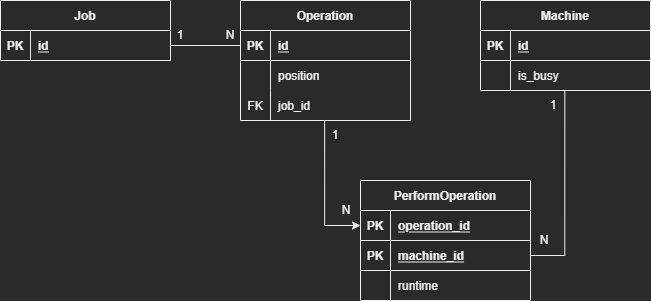 Job
PK id
1 N
Operation
PK id
position
FK job_id
1
Machine
PK id
is_busy
1
PerformOperation
N
PK operation_id
PK machine_id
N
runtime